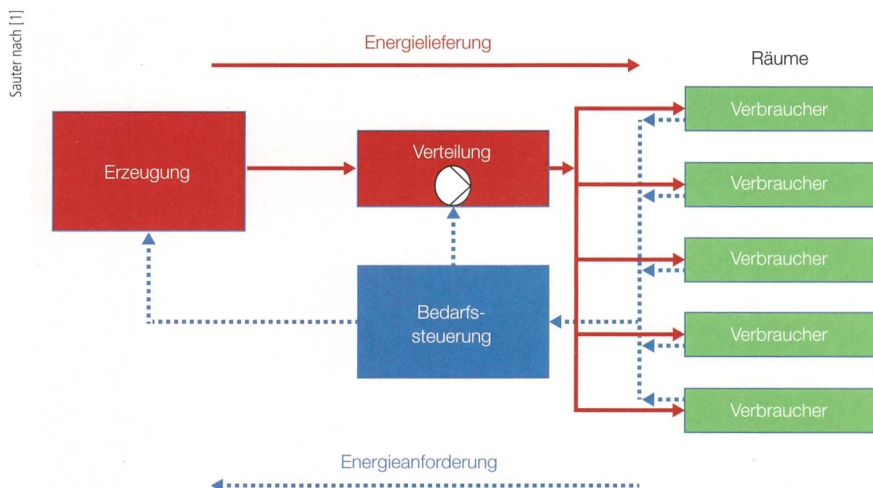 Sauter nach [1]
Energielieferung
Räume
Erzeugung
Verteilung
Verbraucher
Verbraucher
Verbraucher
Bedarfs-
steuerung
Verbraucher
Verbraucher
Energieanforderung